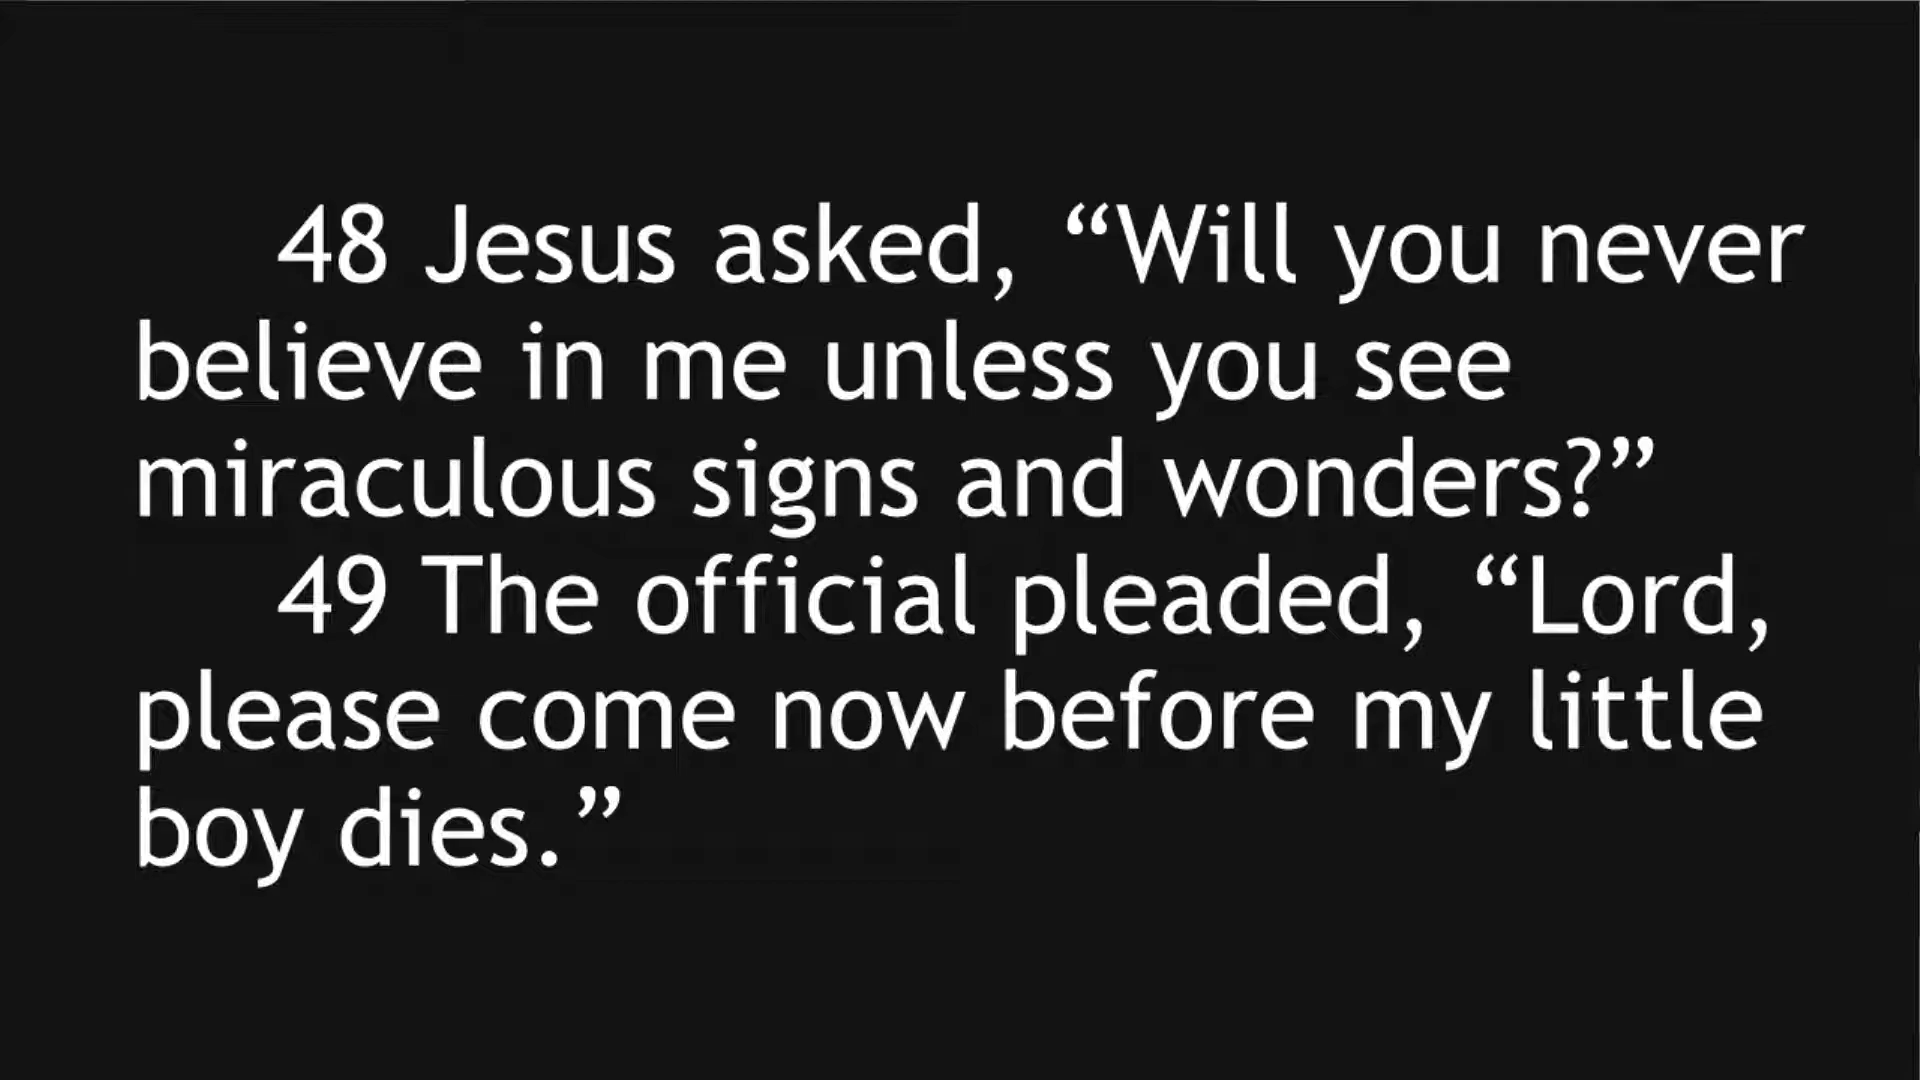 48 Jesus asked, “Will you never
believe in me unless you see
miraculous signs and wonders?”
49 The official pleaded, “Lord,
please come now before my little
boy dies.”